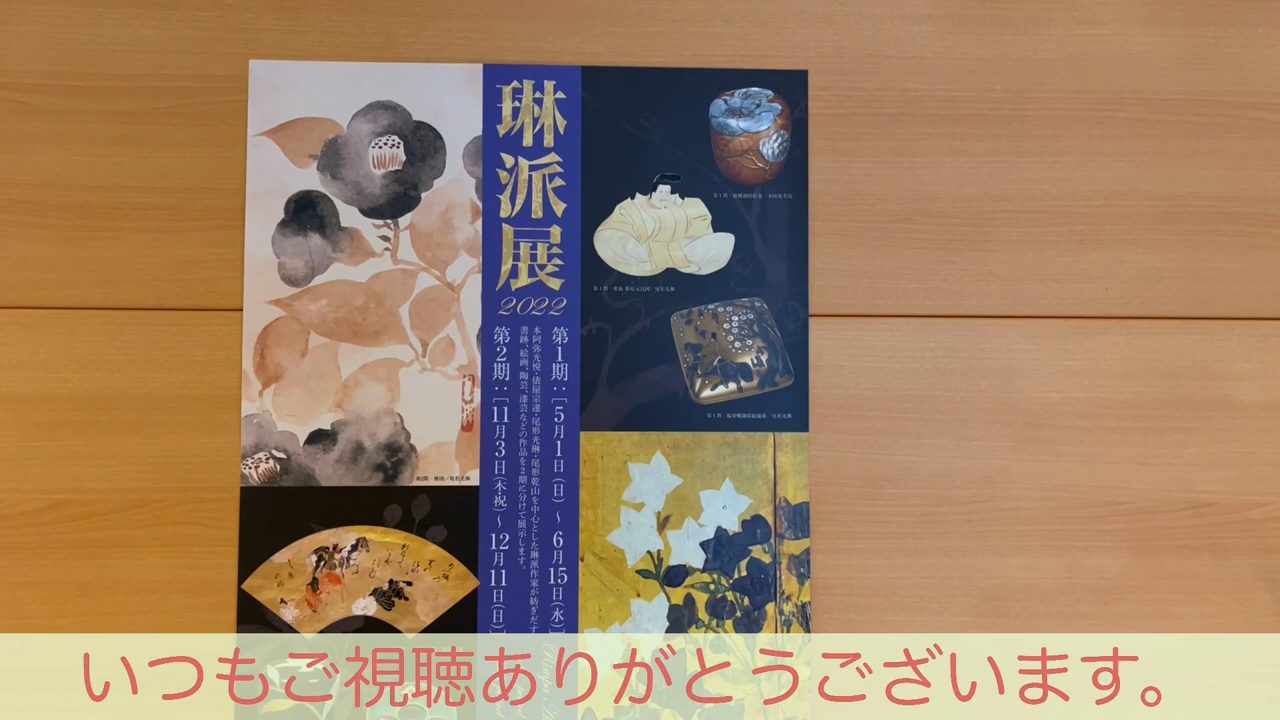 琳派展
2022
第1期：［5月1日（日）～6月15日（水）］
本阿弥光悦・俵屋宗達・尾形光琳・尾形乾山を中心とした琳派作家が紡ぎだす
書跡、絵画、陶芸、漆芸などの作品を2期に分けて展示します。
第2期：［11月3日（木・祝）～12月11日（日）］
いつもご視聴ありがとうございます。